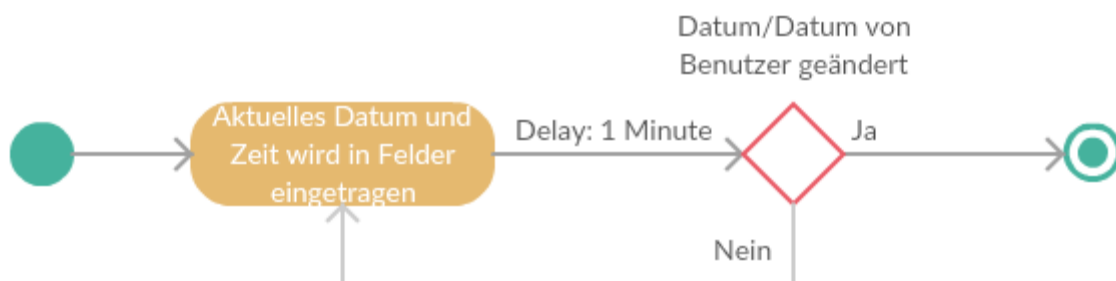 Datum/Datum von
Benutzer geändert
Aktuelles Datum und
Zeit wird in Felder
eingetragen
Delay: 1 Minute
Ja
Nein